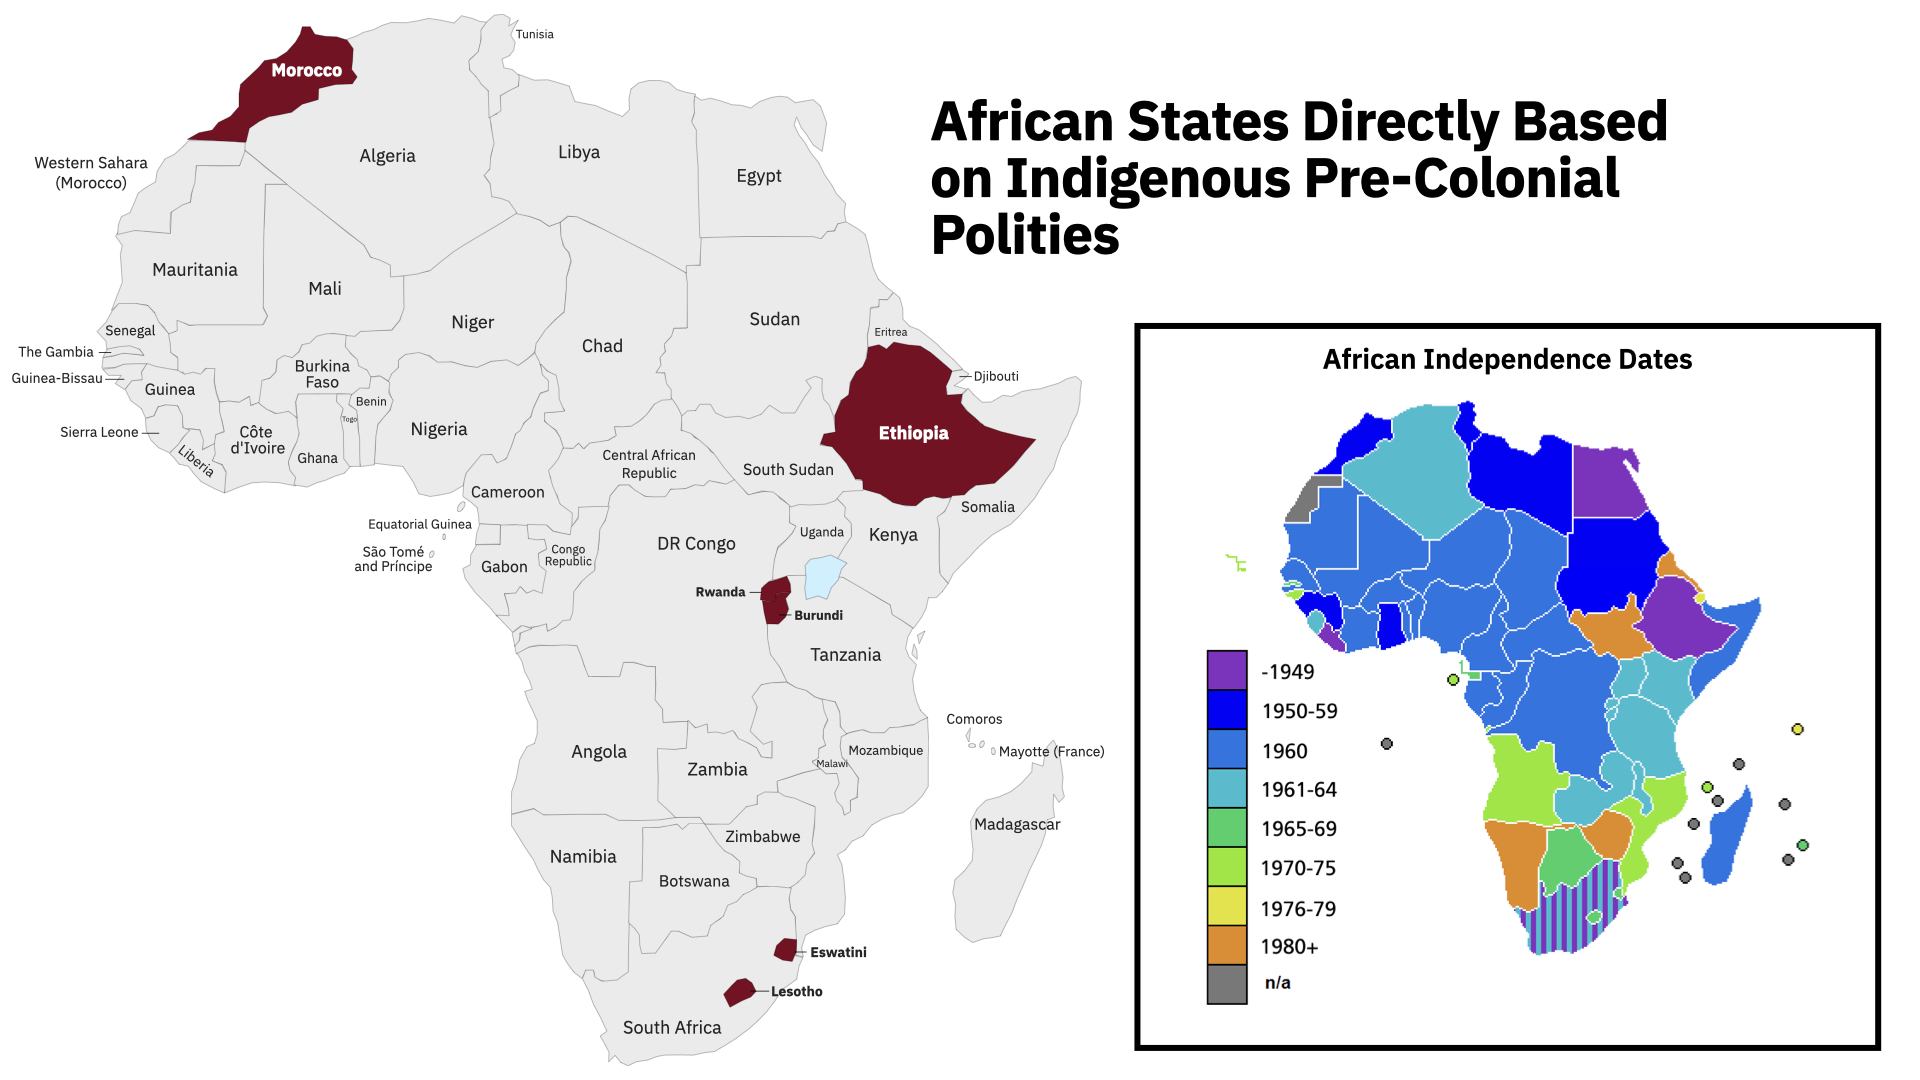 African States Directly Based
on Indigenous Pre-Colonial
Polities
Tunisia
Morocco
Algeria
Libya
Egypt
Western Sahara
(Morocco)
Mauritania
Mali
Niger
Chad
Sudan
Eritrea
Djibouti
Senegal
The Gambia
Guinea-Bissau
Guinea
Sierra Leone
Liberia
Côte
d'Ivoire
Burkina
Faso
Ghana
Togo
Benin
Nigeria
Cameroon
Central African
Republic
South Sudan
Ethiopia
Somalia
Equatorial Guinea
São Tomé
and Príncipe
Gabon
Congo
Republic
DR Congo
Uganda
Kenya
Rwanda
Burundi
Tanzania
Angola
Zambia
Malawi
Mozambique
Comoros
Mayotte (France)
Madagascar
Zimbabwe
Namibia
Botswana
Eswatini
Lesotho
South Africa
African Independence Dates
-1949
1950-59
1960
1961-64
1965-69
1970-75
1976-79
1980+
n/a